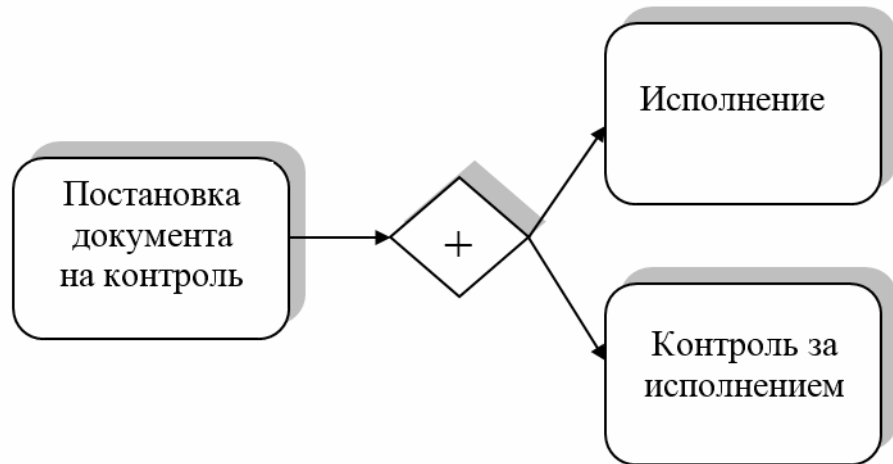 Постановка
документа
на контроль
+
Исполнение
Контроль за
исполнением